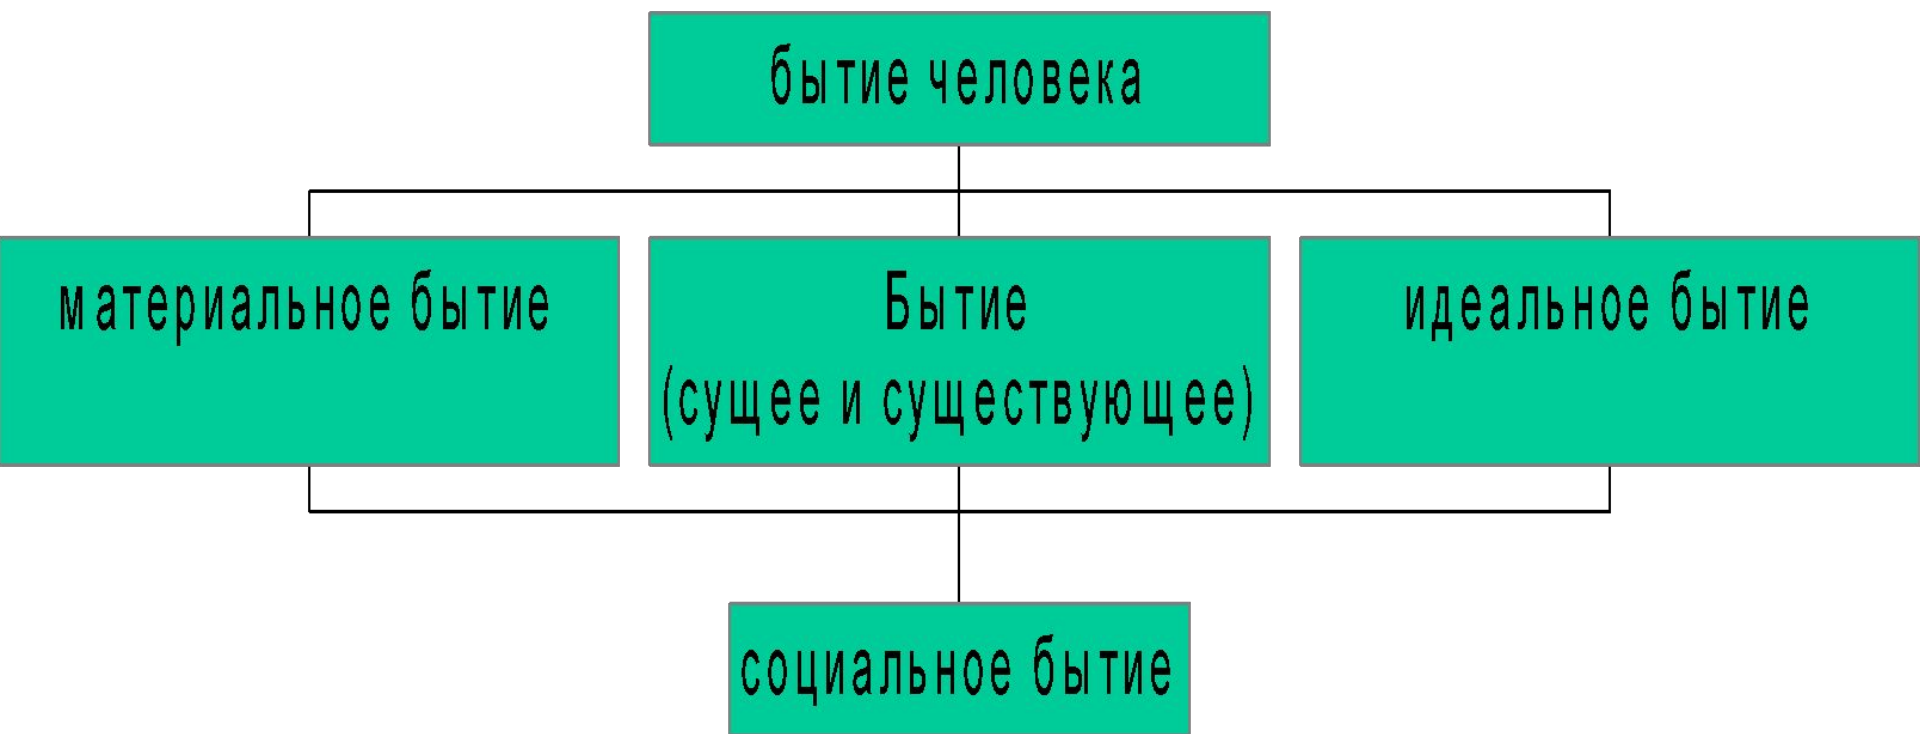 бытие человека
материальное бытие
Бытие
(сущее и существующее)
идеальное бытие
социальное бытие